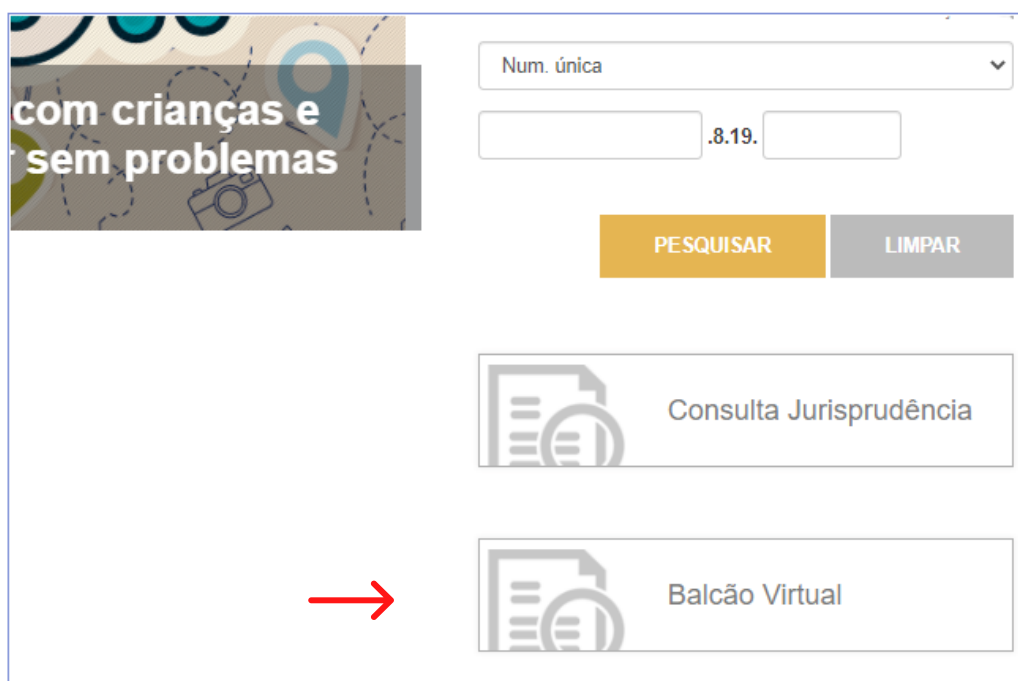 com crianças e
sem problemas
Num. única
.8.19.
PESQUISAR
LIMPAR
Consulta Jurisprudência
Balcão Virtual